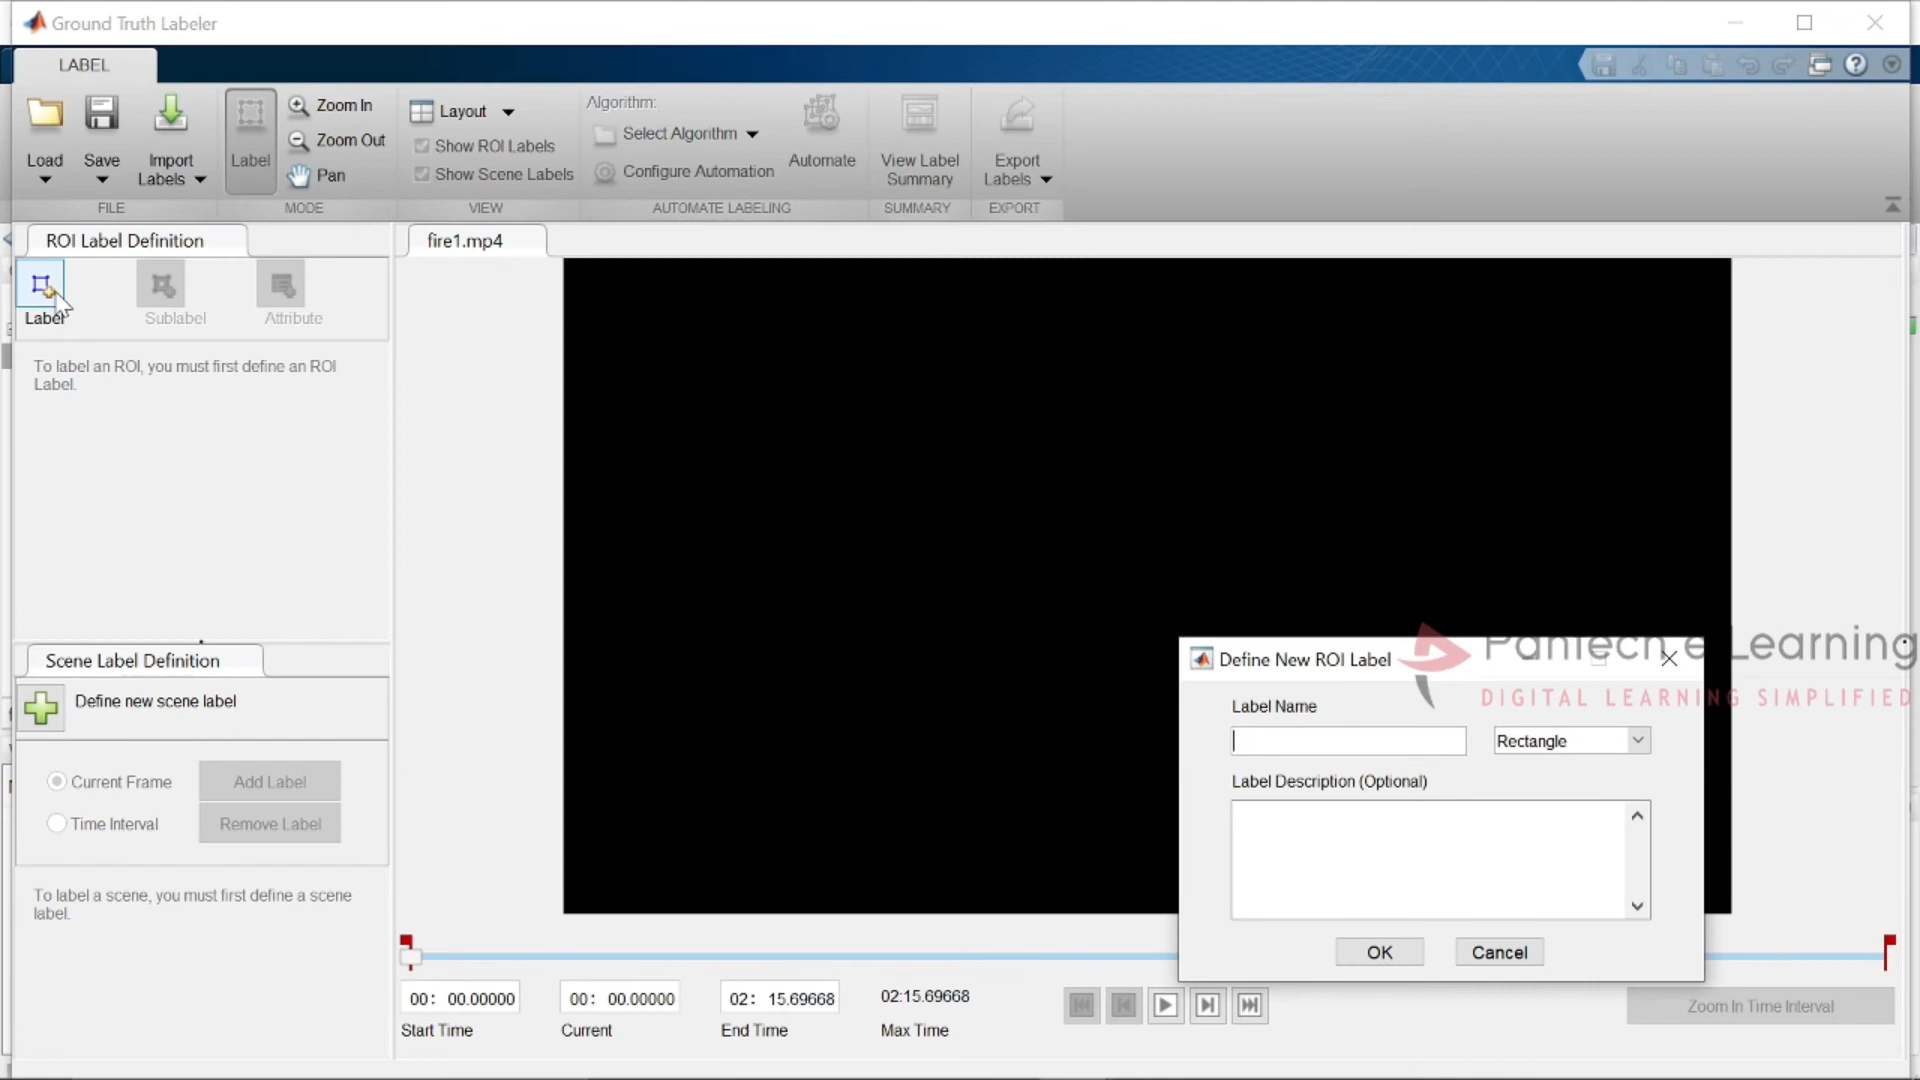 Ground Truth Labeler
LABEL
Load
Save
Import
Labels
FILE
Label
Zoom In
Zoom Out
Pan
MODE
Layout
Show ROI Labels
Show Scene Labels
VIEW
Algorithm:
Select Algorithm
Configure Automation
Automate
AUTOMATE LABELING
View Label
Summary
SUMMARY
Export
Labels
EXPORT
ROI Label Definition
Label
Sublabel
Attribute
To label an ROI, you must first define an ROI
Label.
fire1.mp4
Scene Label Definition
Define new scene label
Current Frame
Add Label
Time Interval
Remove Label
To label a scene, you must first define a scene
label.
Define New ROI Label
Pantech e Learning
DIGITAL LEARNING SIMPLIFIED
Label Name
Rectangle
Label Description (Optional)
OK
Cancel
00: 00.00000
00: 00.00000
02: 15.69668
02:15.69668
Start Time
Current
End Time
Max Time
Zoom In Time Interval